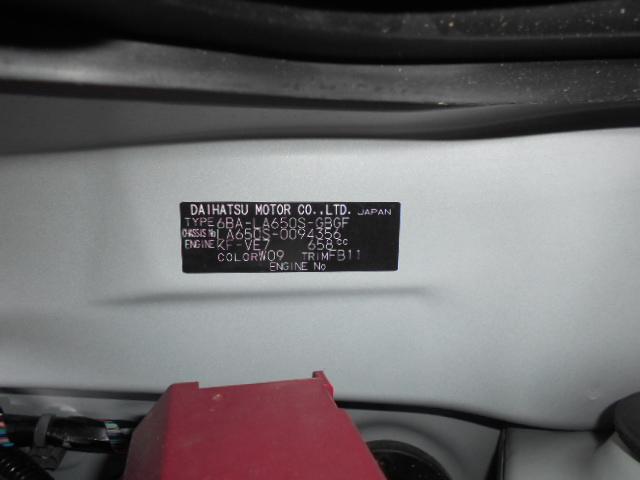 DAIHATSU MOTOR CO.,LTD. JAPAN
TYPE 6BA-LA650S-GBGF
CHASSIS No LA650S-0094356
ENGINE KF-VE7 658cc
COLOR W09 TRIM FB11
ENGINE No